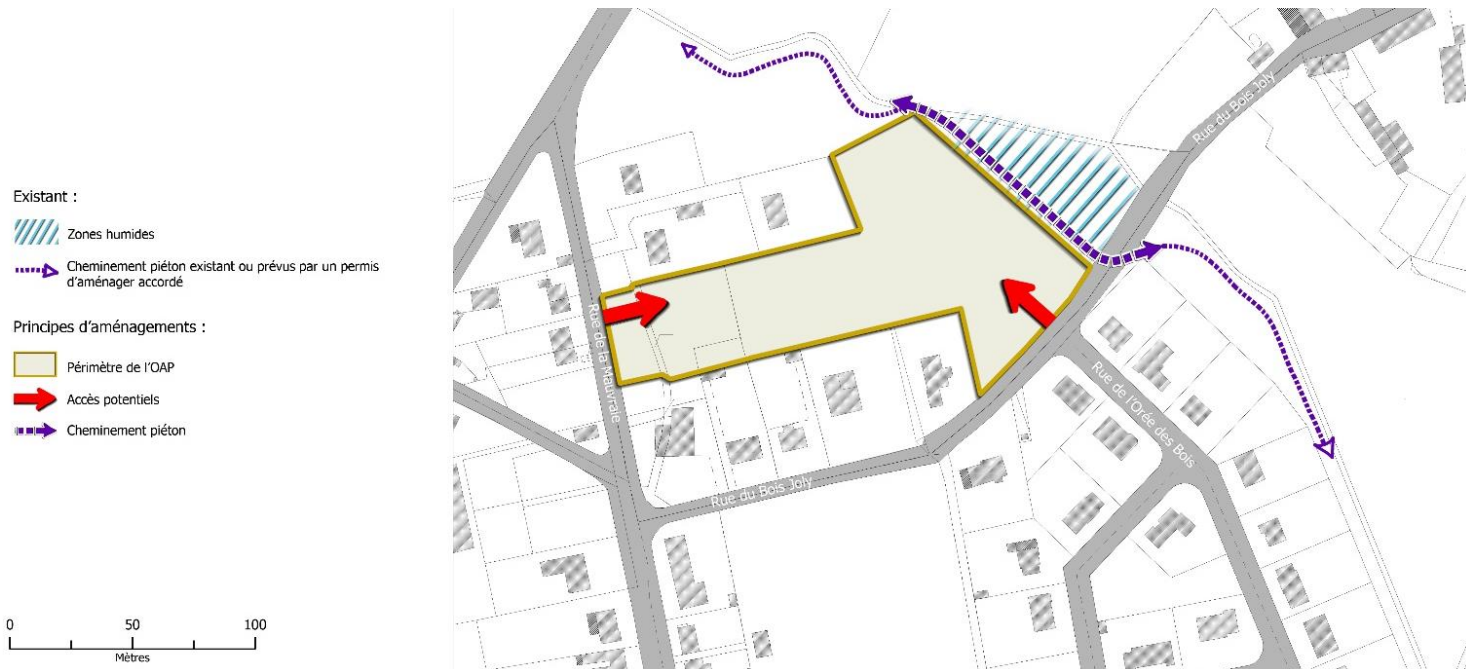 Existant :
Zones humides
Cheminement piéton existant ou prévus par un permis
d'aménager accordé
Principes d'aménagements :
Périmètre de l'OAP
Accès potentiels
Cheminement piéton
0 50 100
Mètres
Rue du Bois Joly
Rue de la Mauvraie
Rue de l'Orée des Bois
Rue du Bois Joly